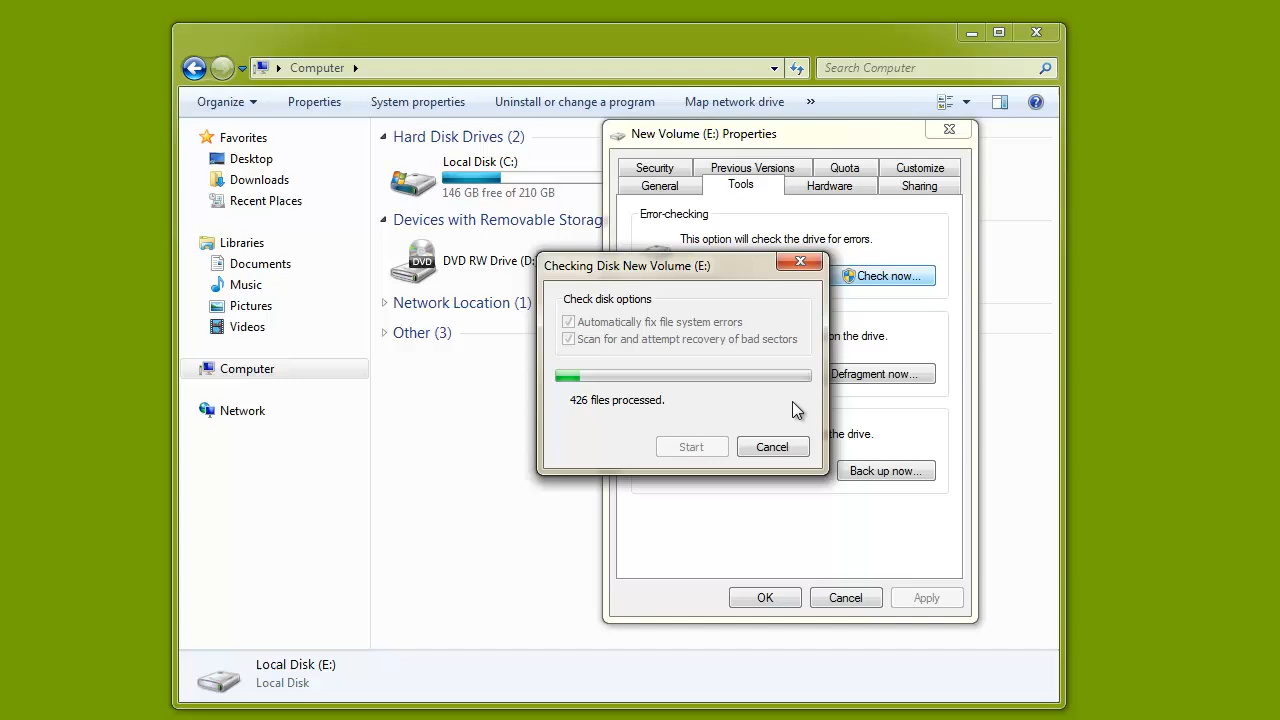 Computer
Search Computer
Organize
Properties
System properties
Uninstall or change a program
Map network drive
»
Favorites
Desktop
Downloads
Recent Places
Libraries
Documents
Music
Pictures
Videos
Computer
Network
Hard Disk Drives (2)
Local Disk (C:)
146 GB free of 210 GB
Devices with Removable Storag
DVD
DVD RW Drive (D:
Network Location (1)
Other (3)
New Volume (E:) Properties
Security
Previous Versions
Quota
Customize
General
Tools
Hardware
Sharing
Error-checking
This option will check the drive for errors.
Check now...
on the drive.
Defragment now...
the drive.
Back up now...
OK
Cancel
Apply
Checking Disk New Volume (E:)
Check disk options
Automatically fix file system errors
Scan for and attempt recovery of bad sectors
426 files processed.
Start
Cancel
Local Disk (E:)
Local Disk